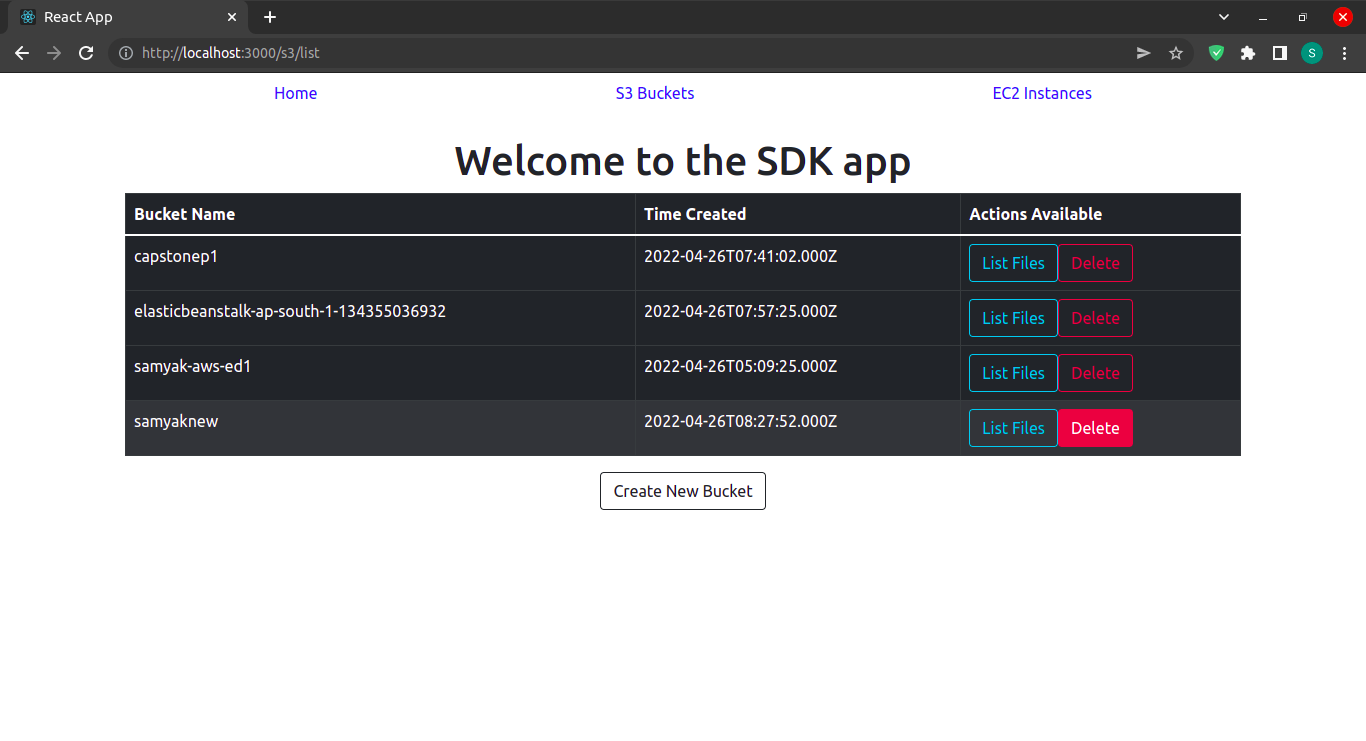 React App
http://localhost:3000/s3/list
S
Home S3 Buckets EC2 Instances
Welcome to the SDK app
Bucket Name Time Created Actions Available
capstonep1 2022-04-26T07:41:02.000Z List Files Delete
elasticbeanstalk-ap-south-1-134355036932 2022-04-26T07:57:25.000Z List Files Delete
samyak-aws-ed1 2022-04-26T05:09:25.000Z List Files Delete
samyaknew 2022-04-26T08:27:52.000Z List Files Delete
Create New Bucket